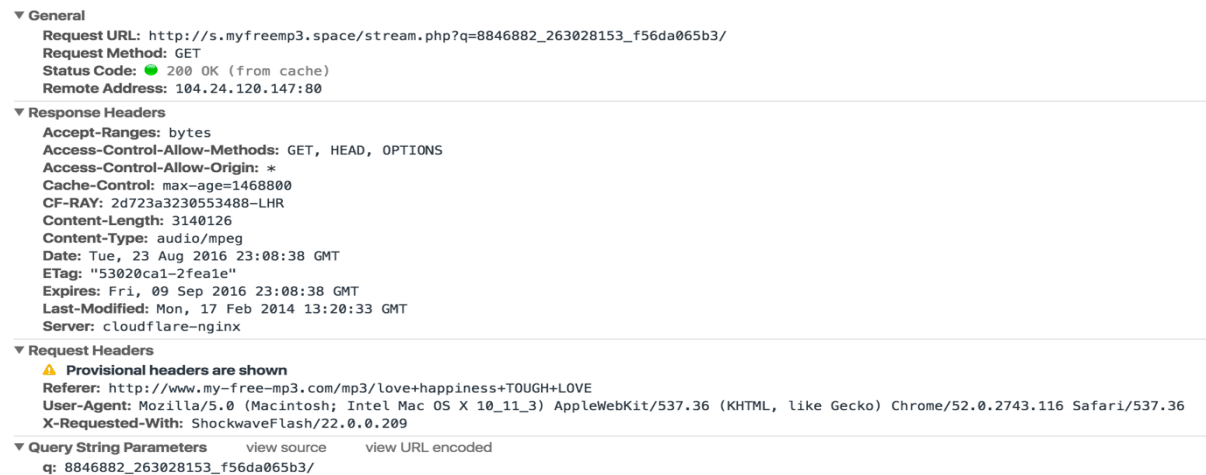 General
Request URL: http://s.myfreemp3.space/stream.php?q=8846882_263028153_f56da065b3/
Request Method: GET
Status Code: 200 OK (from cache)
Remote Address: 104.24.120.147:80
Response Headers
Accept-Ranges: bytes
Access-Control-Allow-Methods: GET, HEAD, OPTIONS
Access-Control-Allow-Origin: *
Cache-Control: max-age=1468800
CF-RAY: 2d723a3230553488-LHR
Content-Length: 3140126
Content-Type: audio/mpeg
Date: Tue, 23 Aug 2016 23:08:38 GMT
ETag: "53020ca1-2fea1e"
Expires: Fri, 09 Sep 2016 23:08:38 GMT
Last-Modified: Mon, 17 Feb 2014 13:20:33 GMT
Server: cloudflare-nginx
Request Headers
Provisional headers are shown
Referer: http://www.my-free-mp3.com/mp3/love+happiness+TOUGH+LOVE
User-Agent: Mozilla/5.0 (Macintosh; Intel Mac OS X 10_11_3) AppleWebKit/537.36 (KHTML, like Gecko) Chrome/52.0.2743.116 Safari/537.36
X-Requested-With: ShockwaveFlash/22.0.0.209
Query String Parameters view source view URL encoded
q: 8846882_263028153_f56da065b3/